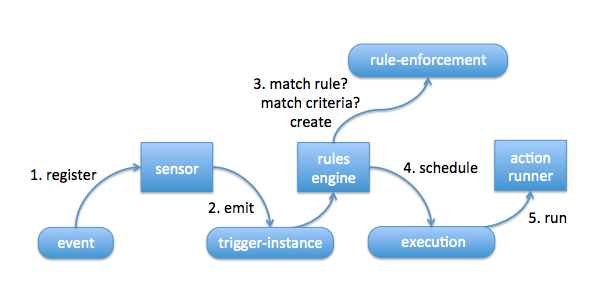 rule-enforcement
3. match rule?
match criteria?
create
1. register
sensor
rules
engine
4. schedule
action
runner
2. emit
5. run
event
trigger-instance
execution